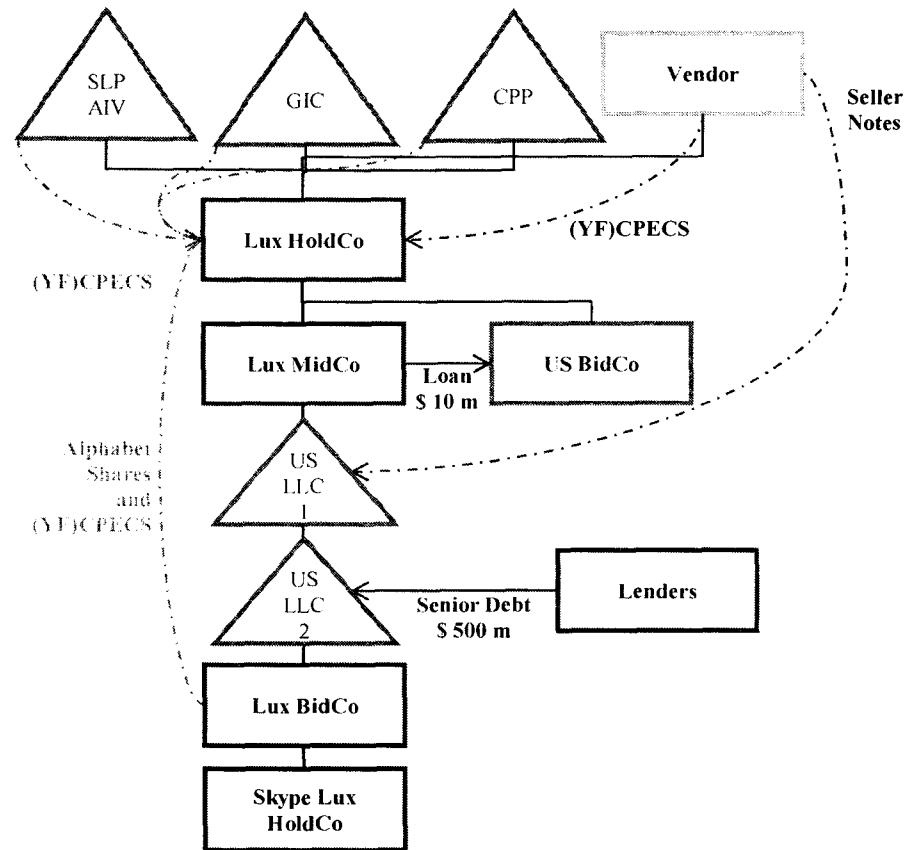 SLP
AIV
GIC
CPP
Vendor
Seller
Notes
Lux HoldCo
(YF)CPECS
(YF)CPECS
Lux MidCo
Loan
$ 10 m
US BidCo
Alphabet
Shares
and
(YF)CPECS
US
LLC
1
US
LLC
2
Senior Debt
$ 500 m
Lenders
Lux BidCo
Skype Lux
HoldCo